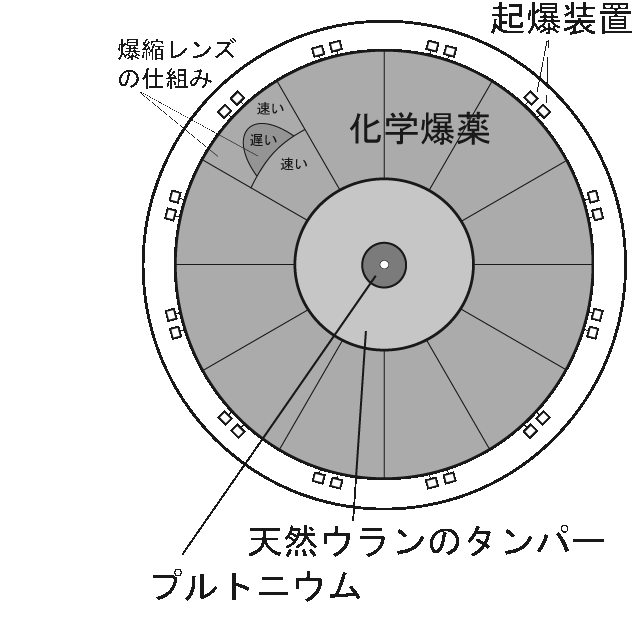 起爆装置
爆縮レンズ
の仕組み
速い
化学爆薬
遅い
速い
天然ウランのタンパー
プルトニウム